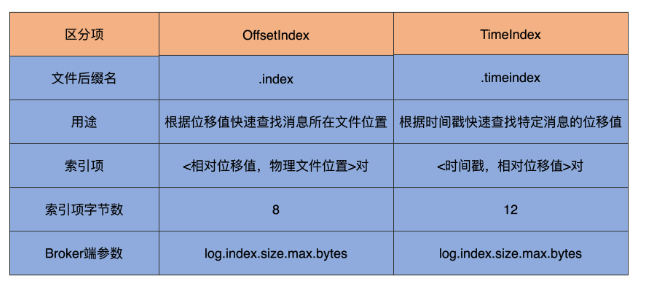 区分项 OffsetIndex TimeIndex
文件后缀名 .index .timeindex
用途 根据位移值快速查找消息所在文件位置 根据时间戳快速查找特定消息的位移值
索引项 <相对位移值，物理文件位置>对 <时间戳，相对位移值>对
索引项字节数 8 12
Broker端参数 log.index.size.max.bytes log.index.size.max.bytes